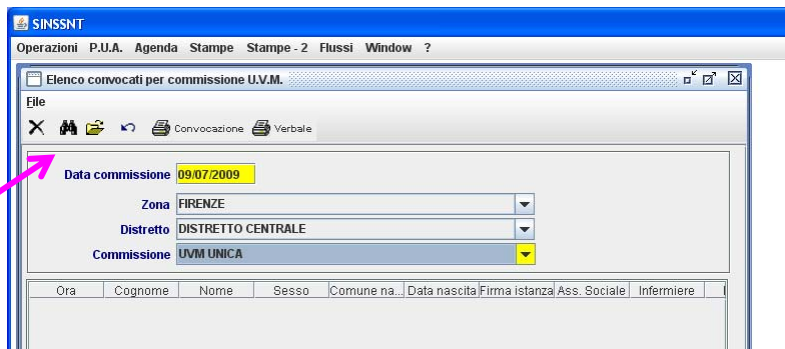 SINSSNT
Operazioni P.U.A. Agenda Stampe Stampe - 2 Flussi Window ?
Elenco convocati per commissione U.V.M.
File
Convocazione Verbale
Data commissione 09/07/2009
Zona FIRENZE
Distretto DISTRETTO CENTRALE
Commissione UVM UNICA
Ora Cognome Nome Sesso Comune na... Data nascita Firma istanza Ass. Sociale Infermiere